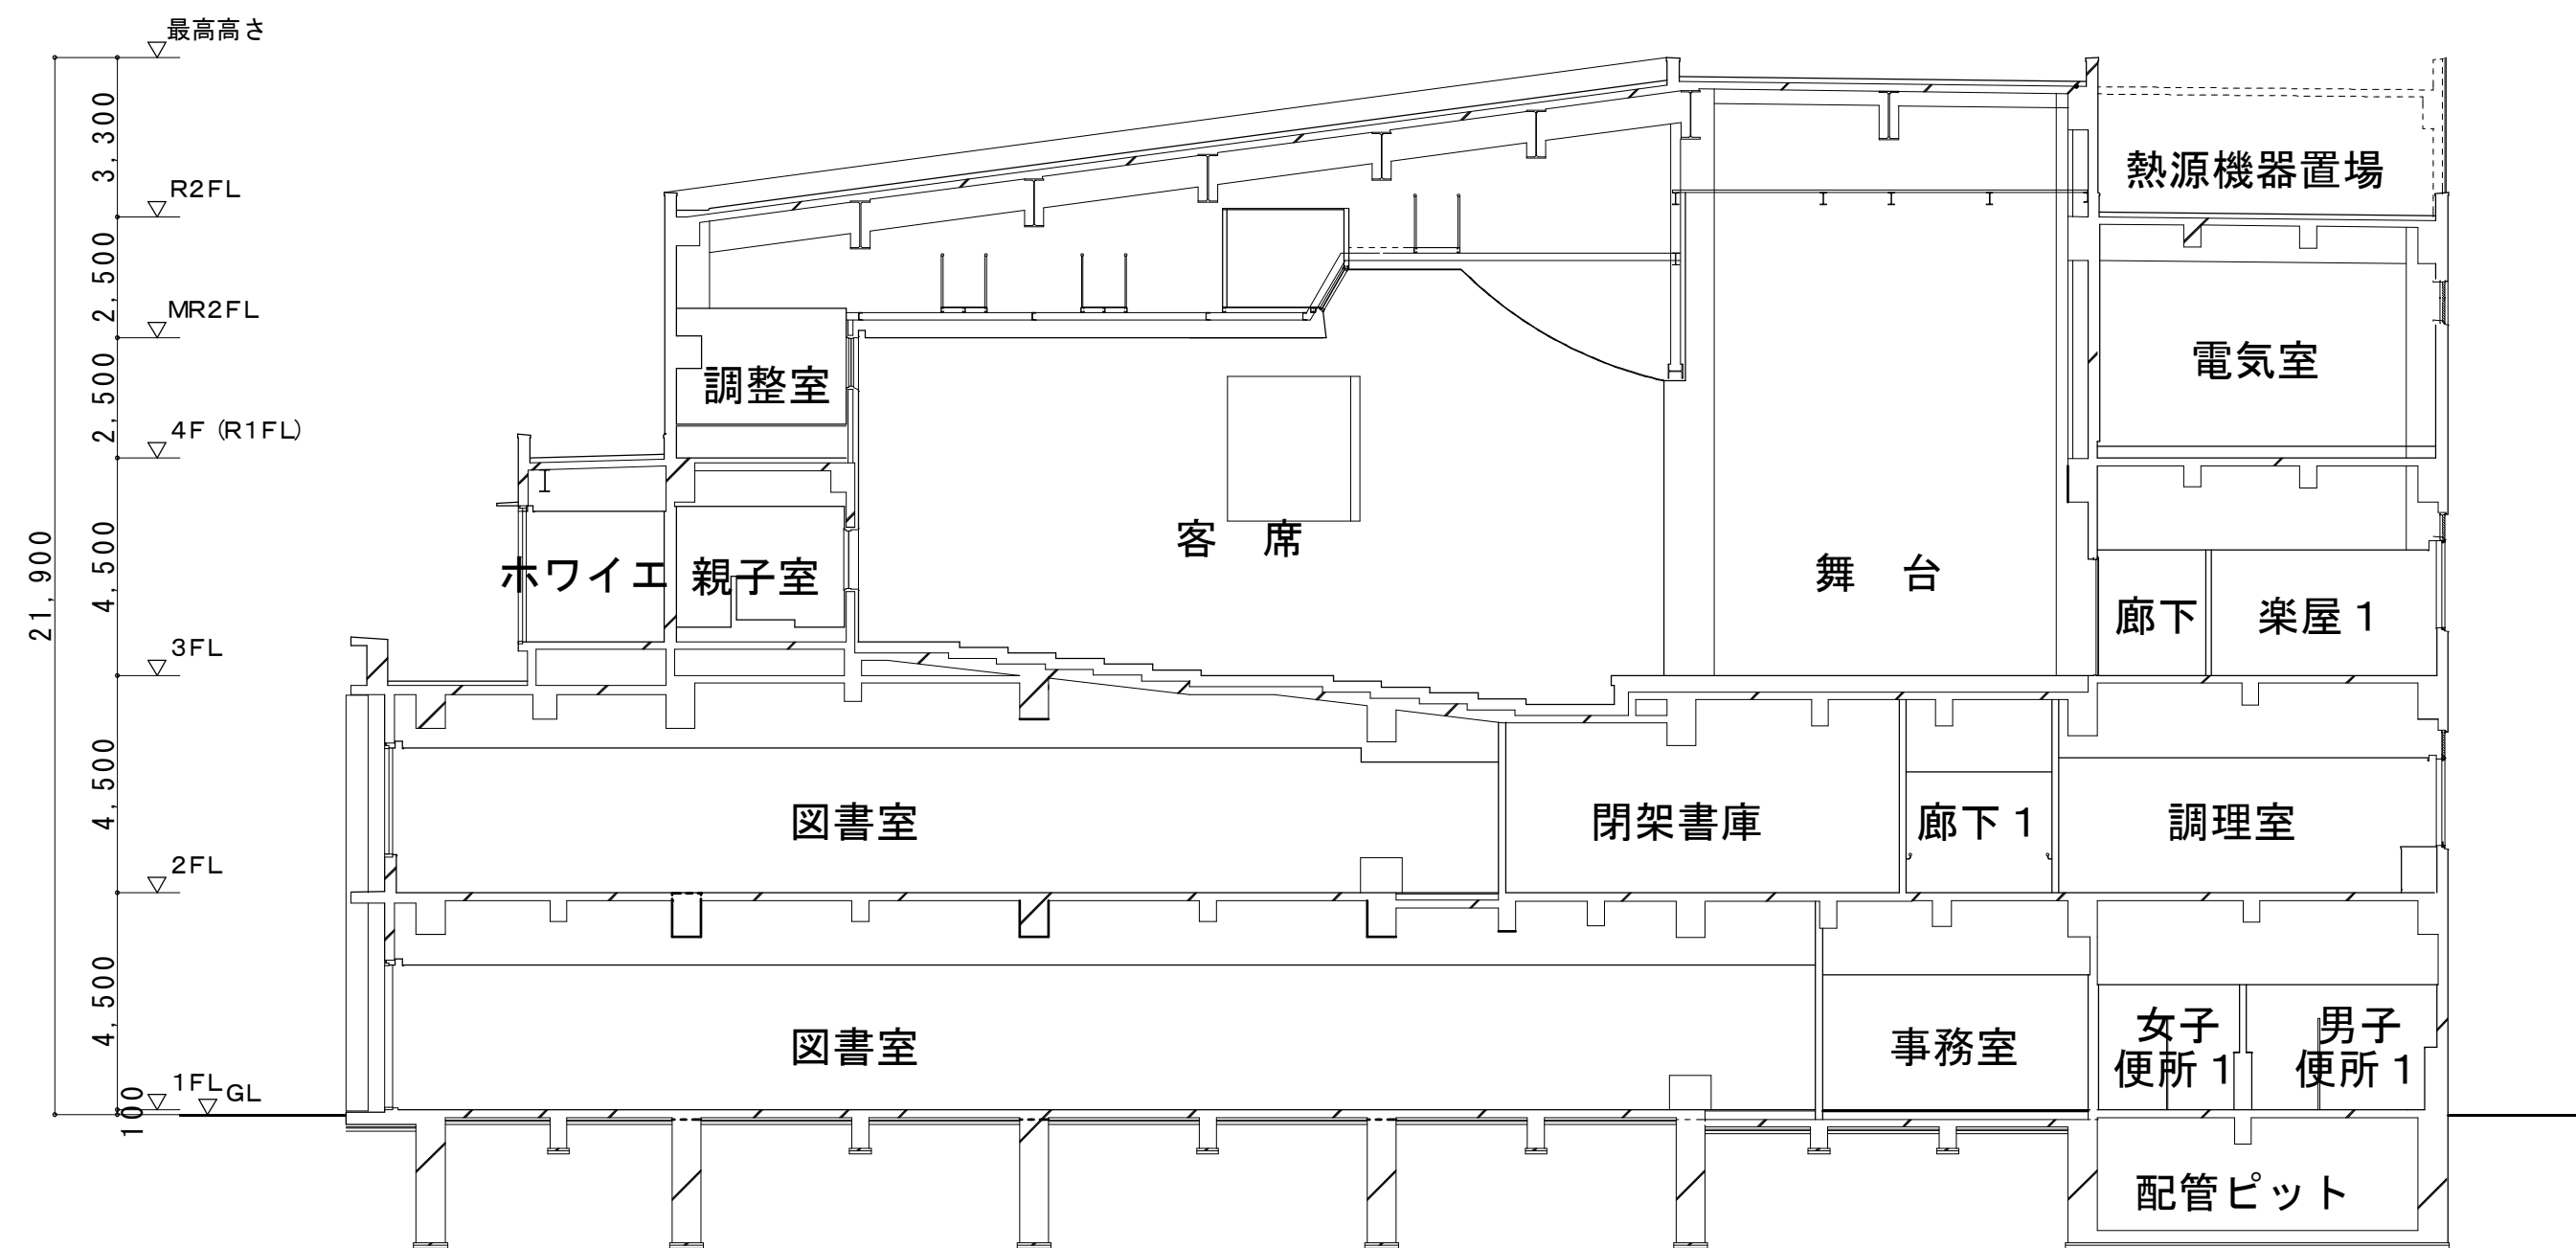 最高高さ
3,300
R2FL
熱源機器置場
2,500
MR2FL
2,500
調整室
電気室
4F (R1FL)
21,900
4,500
ホワイエ
親子室
客 席
舞 台
廊下
楽屋1
3FL
4,500
図書室
閉架書庫
廊下1
調理室
2FL
4,500
図書室
事務室
女子
便所1
男子
便所1
1FL
GL
100
配管ピット